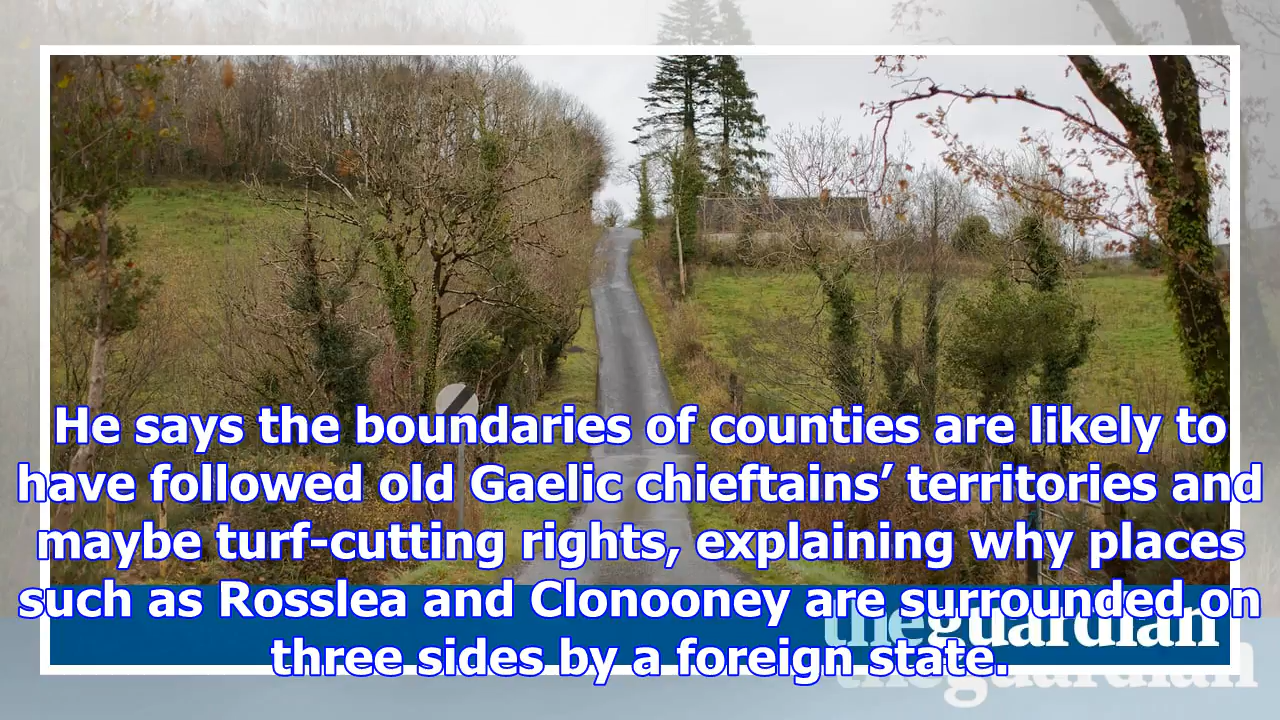 He says the boundaries of counties are likely to
have followed old Gaelic chieftains’ territories and
maybe turf-cutting rights, explaining why places
such as Rosslea and Clonooney are surrounded on
three sides by a foreign state.
theguardian
theguardian